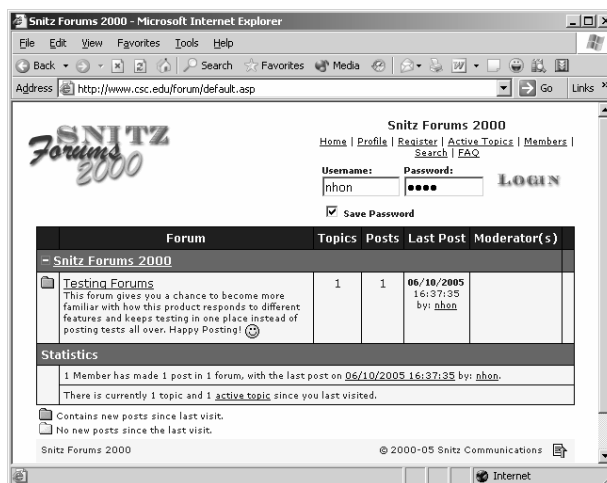 Snitz Forums 2000 - Microsoft Internet Explorer
File Edit View Favorites Tools Help
Back Search Favorites Media
Address http://www.csc.edu/forum/default.asp Go Links »
SNITZ
Forums
2000
Snitz Forums 2000
Home | Profile | Register | Active Topics | Members |
Search | FAQ
Username: Password:
nhon ●●●● LOGIN
Save Password
Forum Topics Posts Last Post Moderator(s)
Snitz Forums 2000
Testing Forums 1 1 06/10/2005
This forum gives you a chance to become more 16:37:35
familiar with how this product responds to different by: nhon
features and keeps testing in one place instead of
posting tests all over. Happy Posting!
Statistics
1 Member has made 1 post in 1 forum, with the last post on 06/10/2005 16:37:35 by: nhon.
There is currently 1 topic and 1 active topic since you last visited.
Contains new posts since last visit.
No new posts since the last visit.
Snitz Forums 2000 © 2000-05 Snitz Communications
Internet